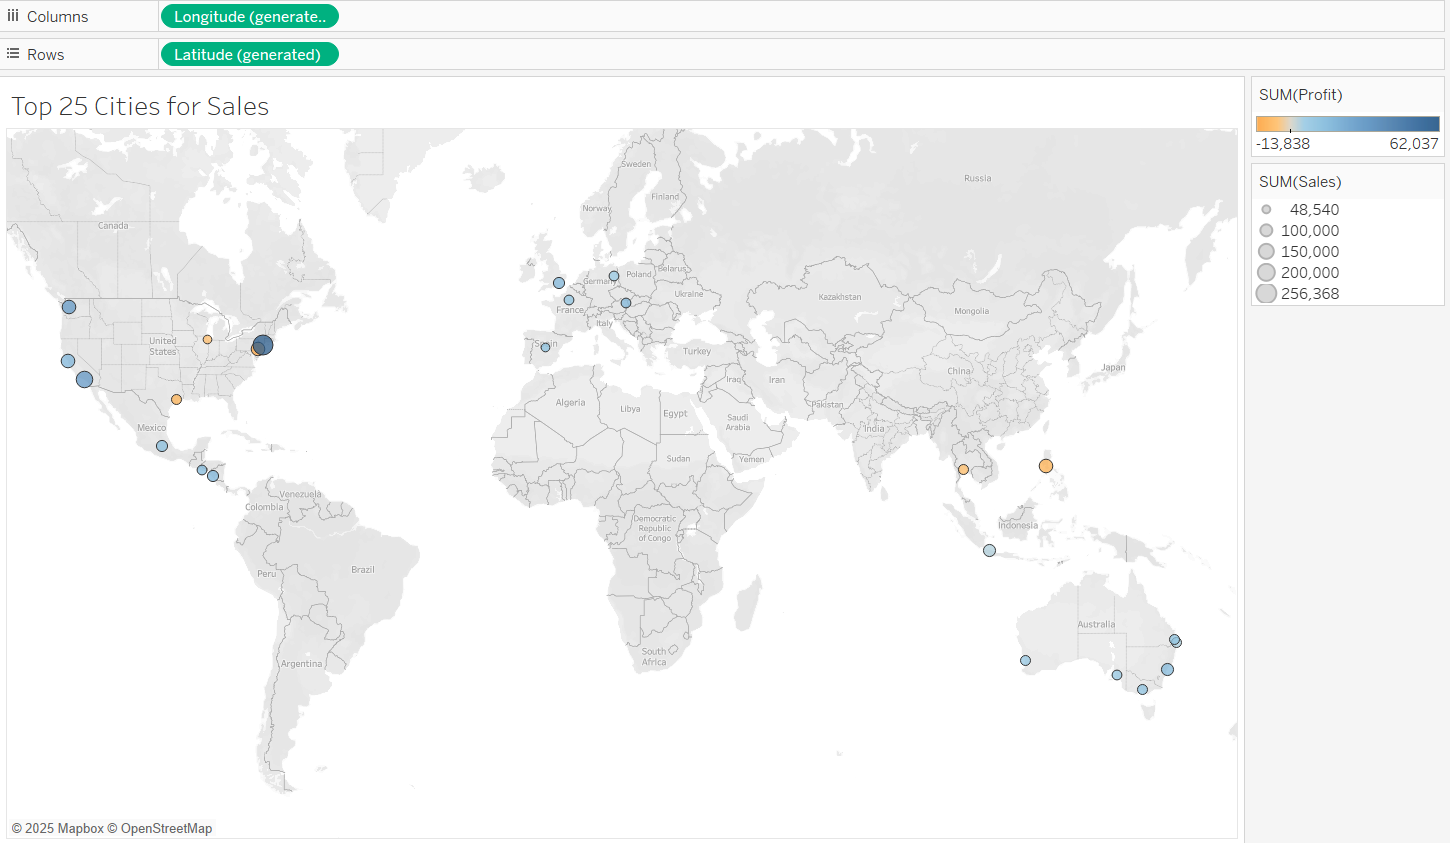 Columns
Longitude (generate..
Rows
Latitude (generated)
Top 25 Cities for Sales
SUM(Profit)
-13,838
62,037
SUM(Sales)
48,540
100,000
150,000
200,000
256,368
Sweden
Russia
Finland
Norway
Canada
Poland
Belarus
Germany
Ukraine
France
Kazakhstan
Mongolia
Italy
United
States
Spain
Turkey
Japan
China
Iraq
Iran
Algeria
Libya
Egypt
Pakistan
Saudi
Arabia
Mexico
India
Sudan
Yemen
Venezuela
Colombia
Democratic
Republic
of Congo
Indonesia
Peru
Brazil
Australia
South
Africa
Argentina
© 2025 Mapbox © OpenStreetMap